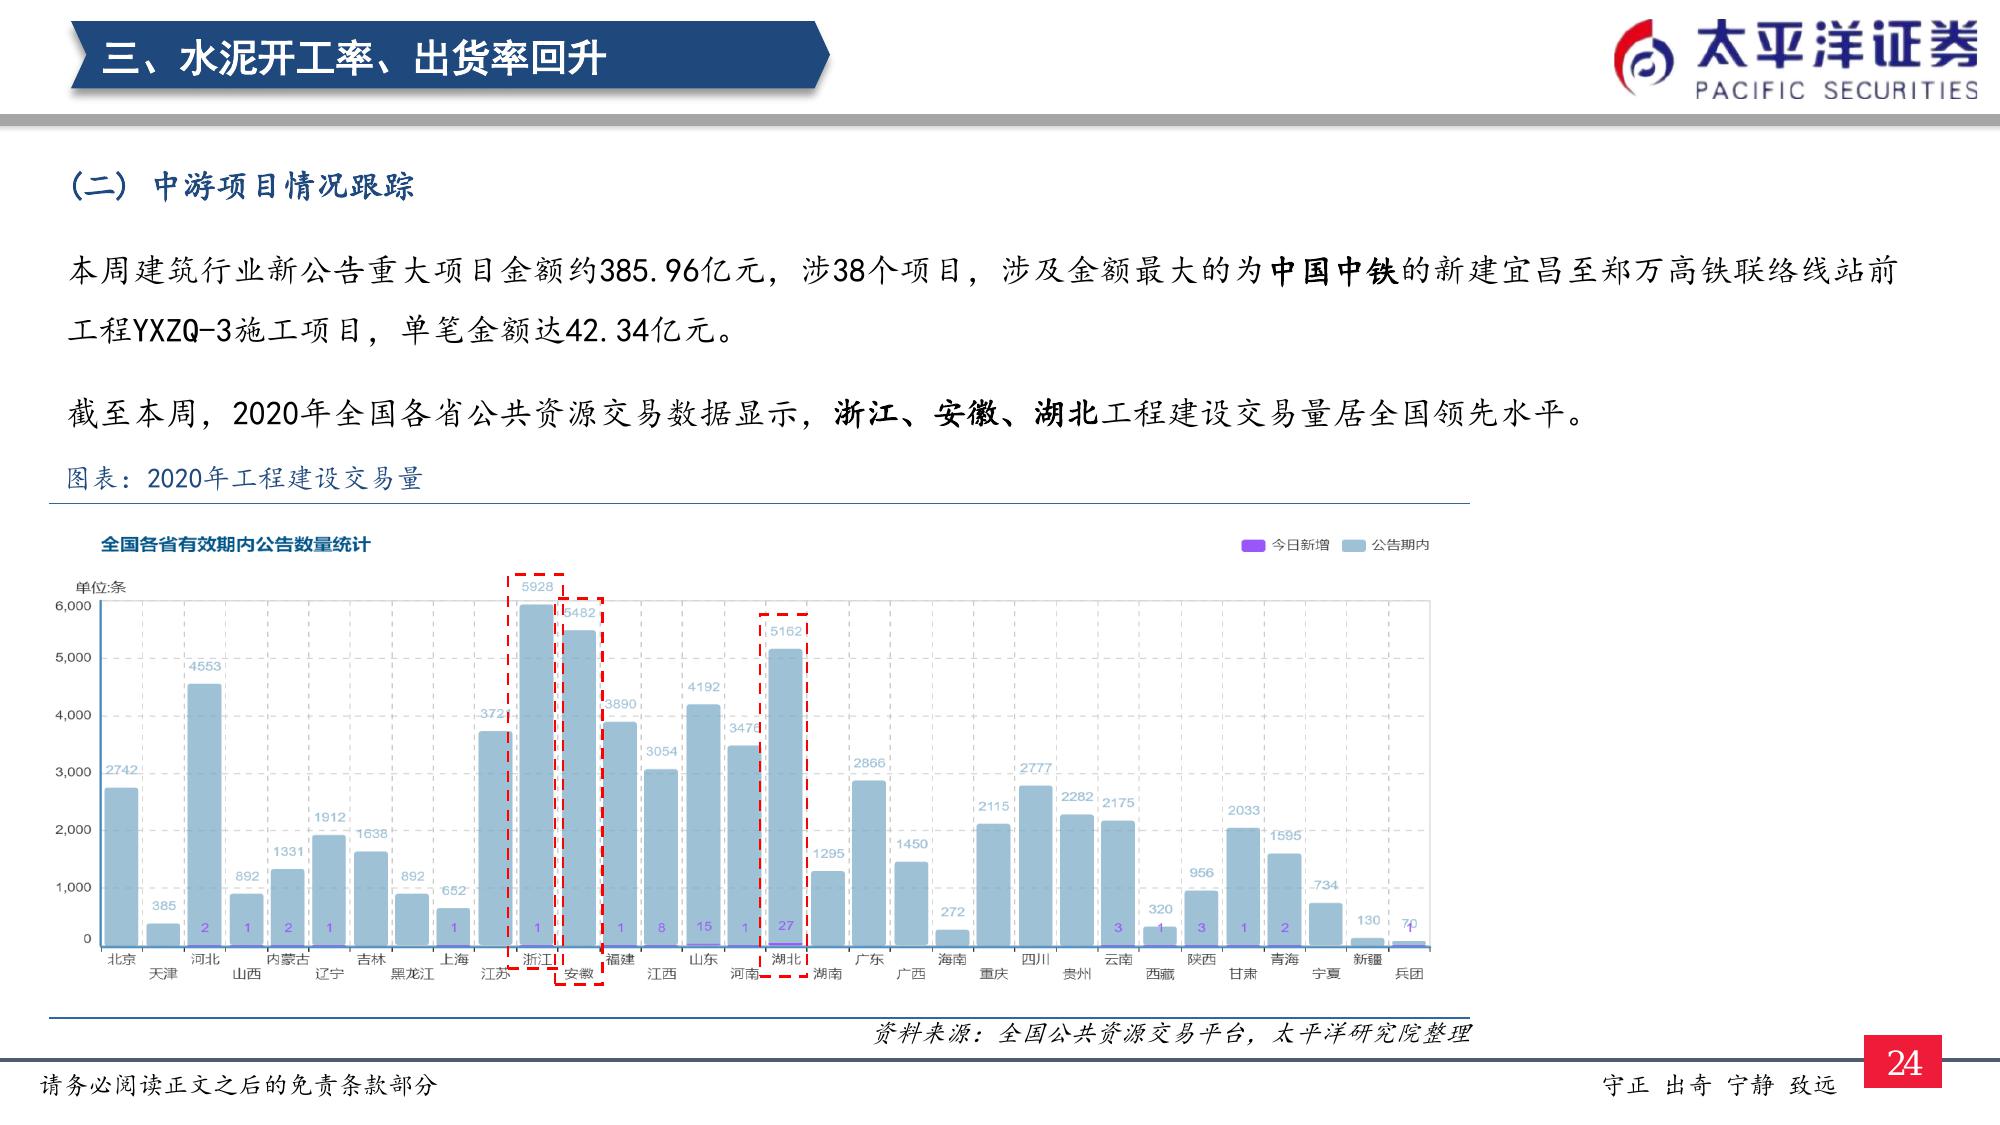 三、水泥开工率、出货率回升
太平洋证券
PACIFIC SECURITIES
(二) 中游项目情况跟踪
本周建筑行业新公告重大项目金额约385.96亿元，涉38个项目，涉及金额最大的为中国中铁的新建宜昌至郑万高铁联络线站前
工程YXZQ-3施工项目，单笔金额达42.34亿元。
截至本周，2020年全国各省公共资源交易数据显示，浙江、安徽、湖北工程建设交易量居全国领先水平。
图表：2020年工程建设交易量
全国各省有效期内公告数量统计
今日新增 公告期内
单位:条
6,000
5,000
4,000
3,000
2,000
1,000
0
2742 385 4553 892 1331 1912 1638 892 652 5928 5482 3890 3054 4192 5162 1295 2866 1450 272 2115 2777 2282 2175 320 956 2033 1595 734 130 70
2 1 2 1 1 1 1 8 15 1 27 3 1 3 1 2 1
北京 天津 河北 山西 内蒙古 辽宁 吉林 黑龙江 上海 江苏 浙江 安徽 福建 江西 山东 河南 湖北 湖南 广东 广西 海南 重庆 四川 贵州 云南 西藏 陕西 甘肃 青海 宁夏 新疆 兵团
资料来源：全国公共资源交易平台，太平洋研究院整理
请务必阅读正文之后的免责条款部分
守正 出奇 宁静 致远
24